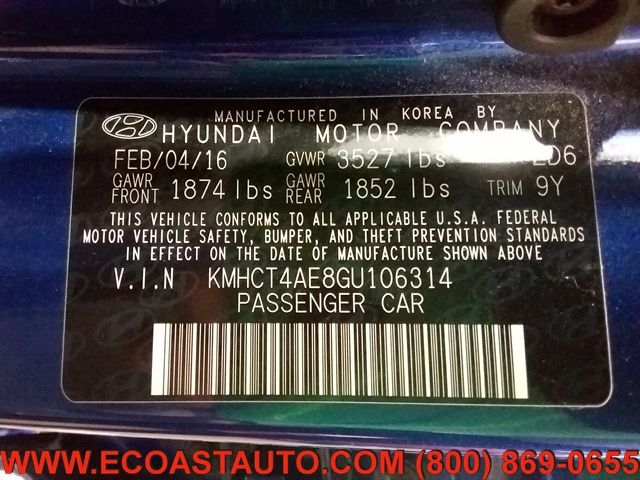 MANUFACTURED IN KOREA BY
HYUNDAI MOTOR COMPANY
FEB/04/16 GVWR 3527 lbs 2D6
GAWR FRONT 1874 lbs GAWR REAR 1852 lbs TRIM 9Y
THIS VEHICLE CONFORMS TO ALL APPLICABLE U.S.A. FEDERAL
MOTOR VEHICLE SAFETY, BUMPER, AND THEFT PREVENTION STANDARDS
IN EFFECT ON THE DATE OF MANUFACTURE SHOWN ABOVE
V.I.N KMHCT4AE8GU106314
PASSENGER CAR
WWW.ECOASTAUTO.COM (800) 869-0655